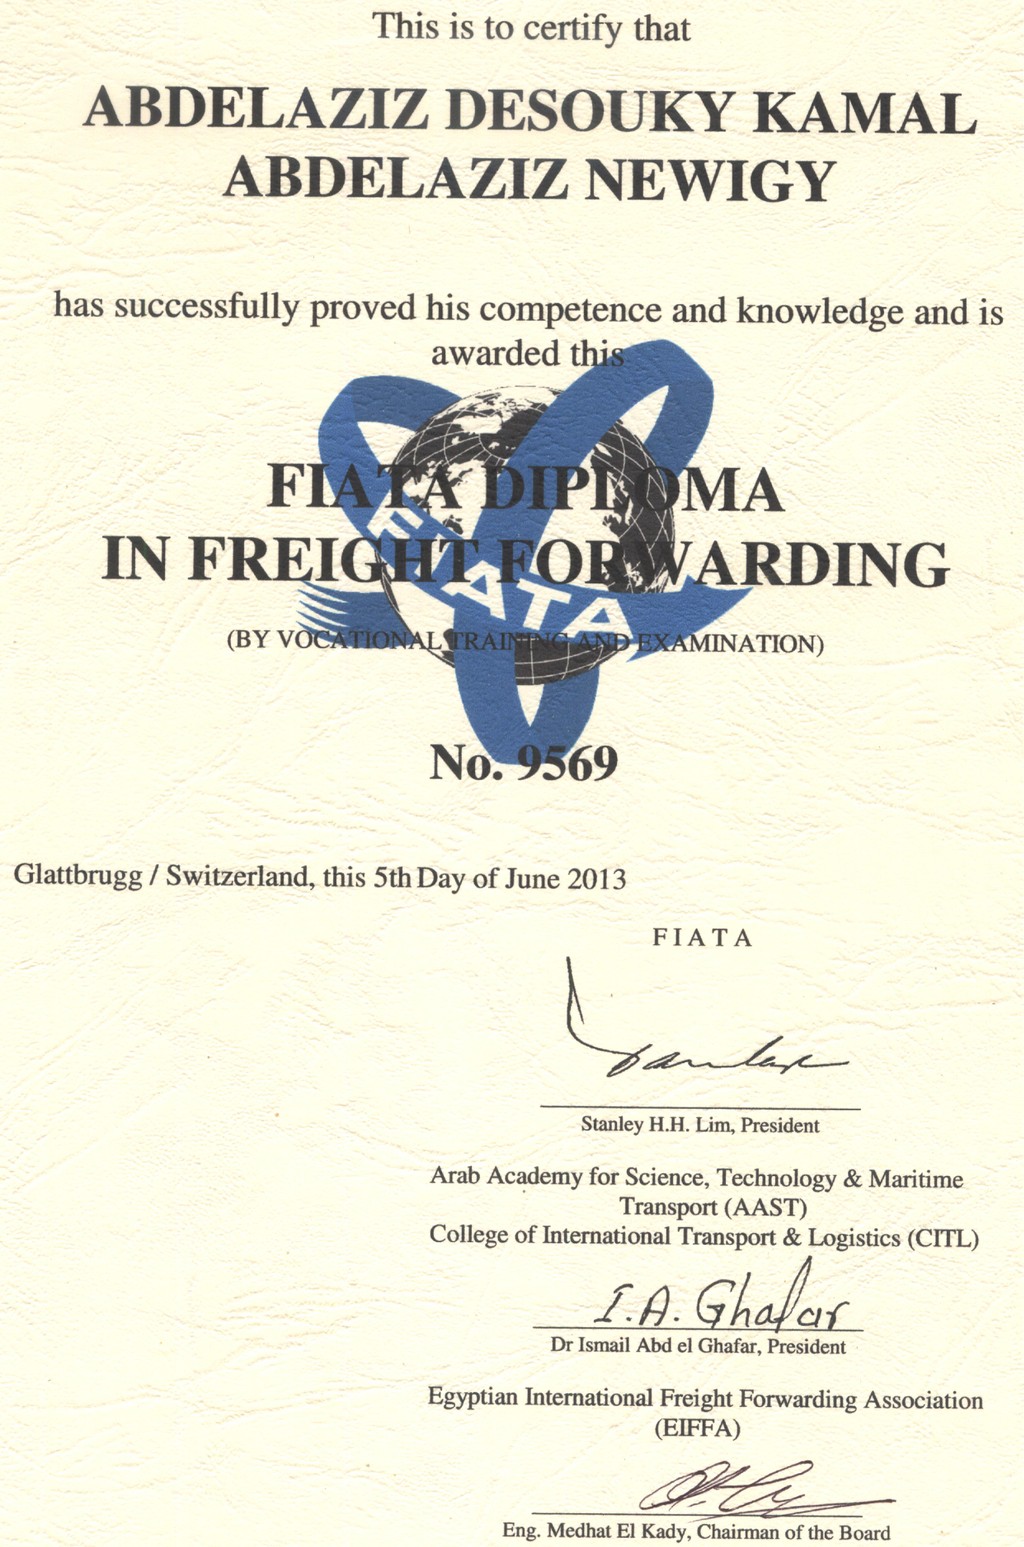 This is to certify that
ABDELAZIZ DESOUKY KAMAL
ABDELAZIZ NEWIGY
has successfully proved his competence and knowledge and is
awarded this
FIATA DIPLOMA
IN FREIGHT FORWARDING
FIATA
(BY VOCATIONAL TRAINING AND EXAMINATION)
No. 9569
Glattbrugg / Switzerland, this 5th Day of June 2013
FIATA
Stanley H.H. Lim, President
Arab Academy for Science, Technology & Maritime
Transport (AAST)
College of International Transport & Logistics (CITL)
I.A. Ghafar
Dr Ismail Abd el Ghafar, President
Egyptian International Freight Forwarding Association
(EIFFA)
Eng. Medhat El Kady, Chairman of the Board